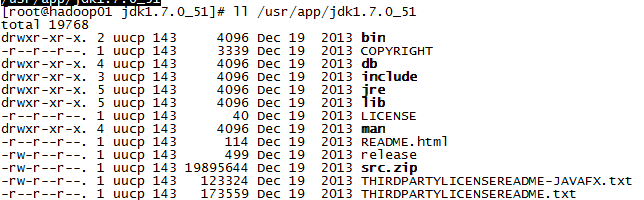 /usr/app/jdk1.7.0_51
[root@hadoop01 jdk1.7.0_51]# ll /usr/app/jdk1.7.0_51
total 19768
drwxr-xr-x. 2 uucp 143     4096 Dec 19  2013 bin
-r--r--r--. 1 uucp 143     3339 Dec 19  2013 COPYRIGHT
drwxr-xr-x. 4 uucp 143     4096 Dec 19  2013 db
drwxr-xr-x. 3 uucp 143     4096 Dec 19  2013 include
drwxr-xr-x. 5 uucp 143     4096 Dec 19  2013 jre
drwxr-xr-x. 5 uucp 143     4096 Dec 19  2013 lib
-r--r--r--. 1 uucp 143       40 Dec 19  2013 LICENSE
drwxr-xr-x. 4 uucp 143     4096 Dec 19  2013 man
-r--r--r--. 1 uucp 143      114 Dec 19  2013 README.html
-rw-r--r--. 1 uucp 143      499 Dec 19  2013 release
-rw-r--r--. 1 uucp 143 19895644 Dec 19  2013 src.zip
-rw-r--r--. 1 uucp 143   123324 Dec 19  2013 THIRDPARTYLICENSEREADME-JAVAFX.txt
-r--r--r--. 1 uucp 143   173559 Dec 19  2013 THIRDPARTYLICENSEREADME.txt